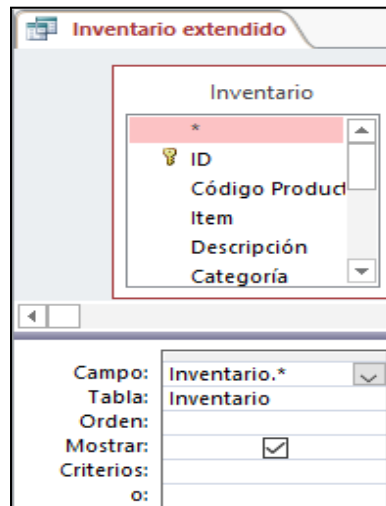 Inventario extendido
Inventario
*
ID
Código Product
Item
Descripción
Categoría
Campo: Inventario.*
Tabla: Inventario
Orden:
Mostrar:
Criterios:
o: